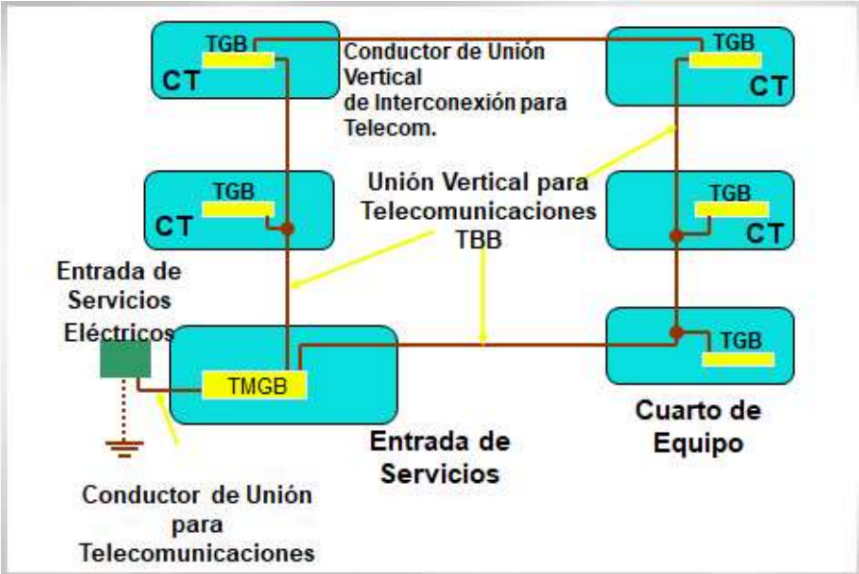 TGB
CT
Conductor de Unión
Vertical
de Interconexión para
Telecom.
TGB
CT
TGB
CT
Unión Vertical para
Telecomunicaciones
TBB
TGB
CT
Entrada de
Servicios
Eléctricos
TMGB
Entrada de
Servicios
TGB
Cuarto de
Equipo
Conductor de Unión
para
Telecomunicaciones